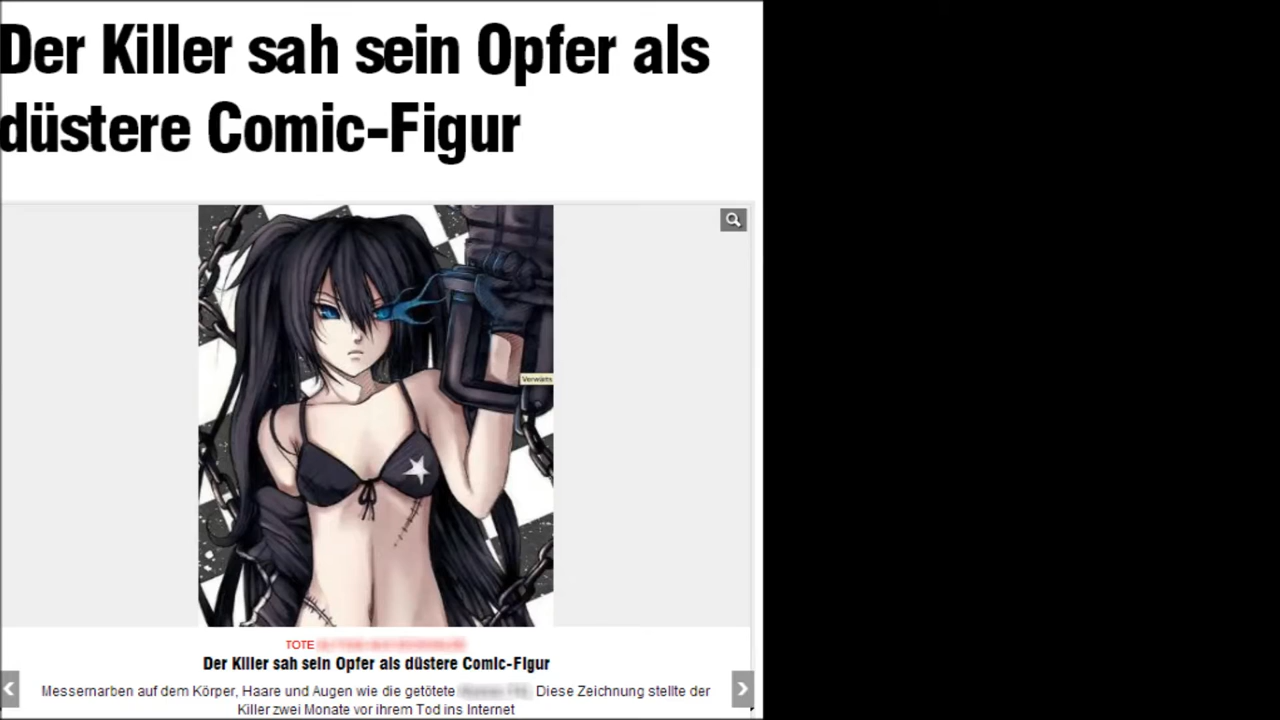 Der Killer sah sein Opfer als
düstere Comic-Figur
Verwärts
TOTE
Der Killer sah sein Opfer als düstere Comic-Figur
Messernarben auf dem Körper, Haare und Augen wie die getötete . Diese Zeichnung stellte der
Killer zwei Monate vor ihrem Tod ins Internet